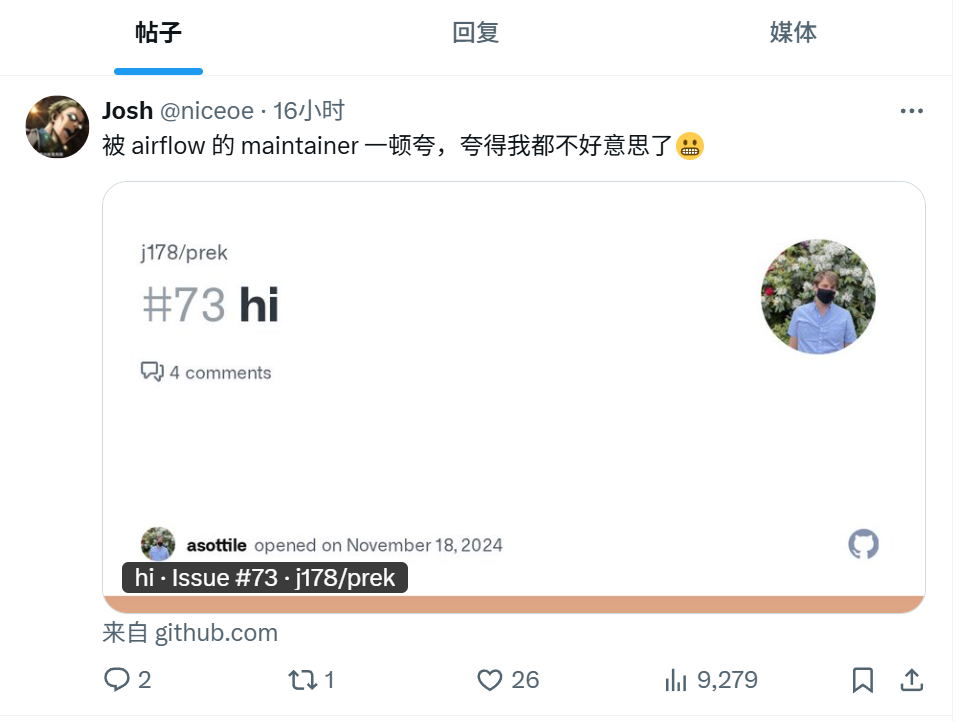 帖子 回复 媒体
Josh @niceoe · 16小时
被 airflow 的 maintainer 一顿夸，夸得我都不好意思了😬
j178/prek
#73 hi
4 comments
asottile opened on November 18, 2024
hi · Issue #73 · j178/prek
来自 github.com
2 1 26 9,279